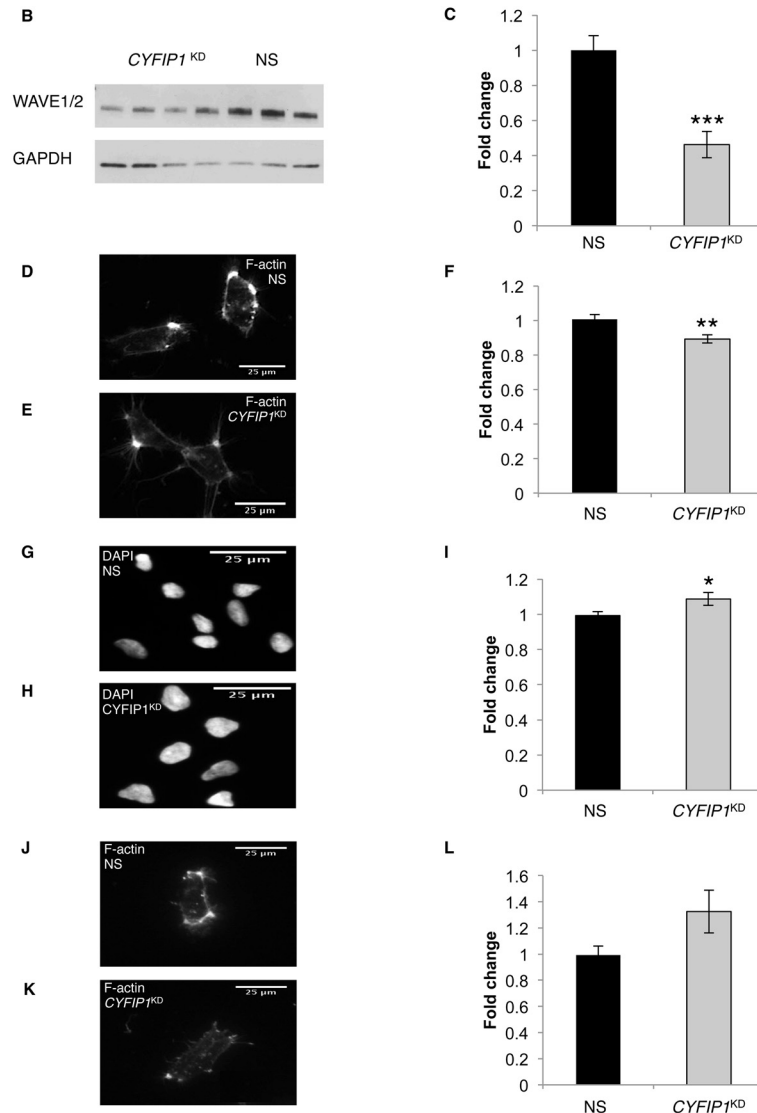 B
CYFIP1 KD NS
WAVE1/2
GAPDH
C
Fold change
1.2
1
0.8
0.6
0.4
0.2
0
***
NS CYFIP1KD
D
F-actin
NS
25 µm
E
F-actin
CYFIP1KD
25 µm
F
Fold change
1.2
1
0.8
0.6
0.4
0.2
0
**
NS CYFIP1KD
G
DAPI
NS
25 µm
H
DAPI
CYFIP1KD
25 µm
I
Fold change
1.2
1
0.8
0.6
0.4
0.2
0
*
NS CYFIP1KD
J
F-actin
NS
25 µm
K
F-actin
CYFIP1KD
25 µm
L
Fold change
1.6
1.4
1.2
1
0.8
0.6
0.4
0.2
0
NS CYFIP1KD